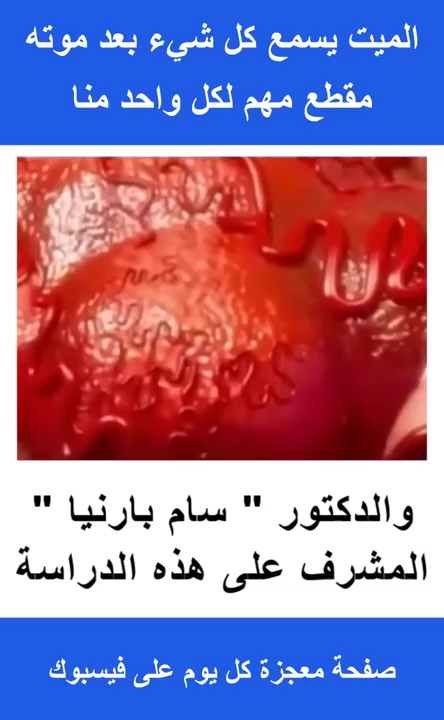 الميت يسمع كل شيء بعد موته
مقطع مهم لكل واحد منا
والدكتور " سام بارنيا "
المشرف على هذه الدراسة
صفحة معجزة كل يوم على فيسبوك